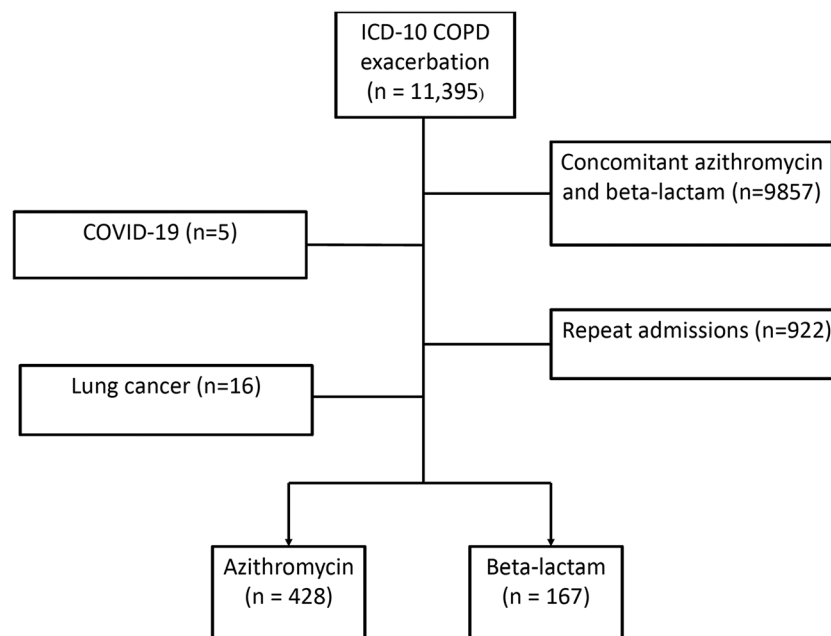 ICD-10 COPD
exacerbation
(n = 11,395)
Concomitant azithromycin
and beta-lactam (n=9857)
COVID-19 (n=5)
Repeat admissions (n=922)
Lung cancer (n=16)
Azithromycin
(n = 428)
Beta-lactam
(n = 167)